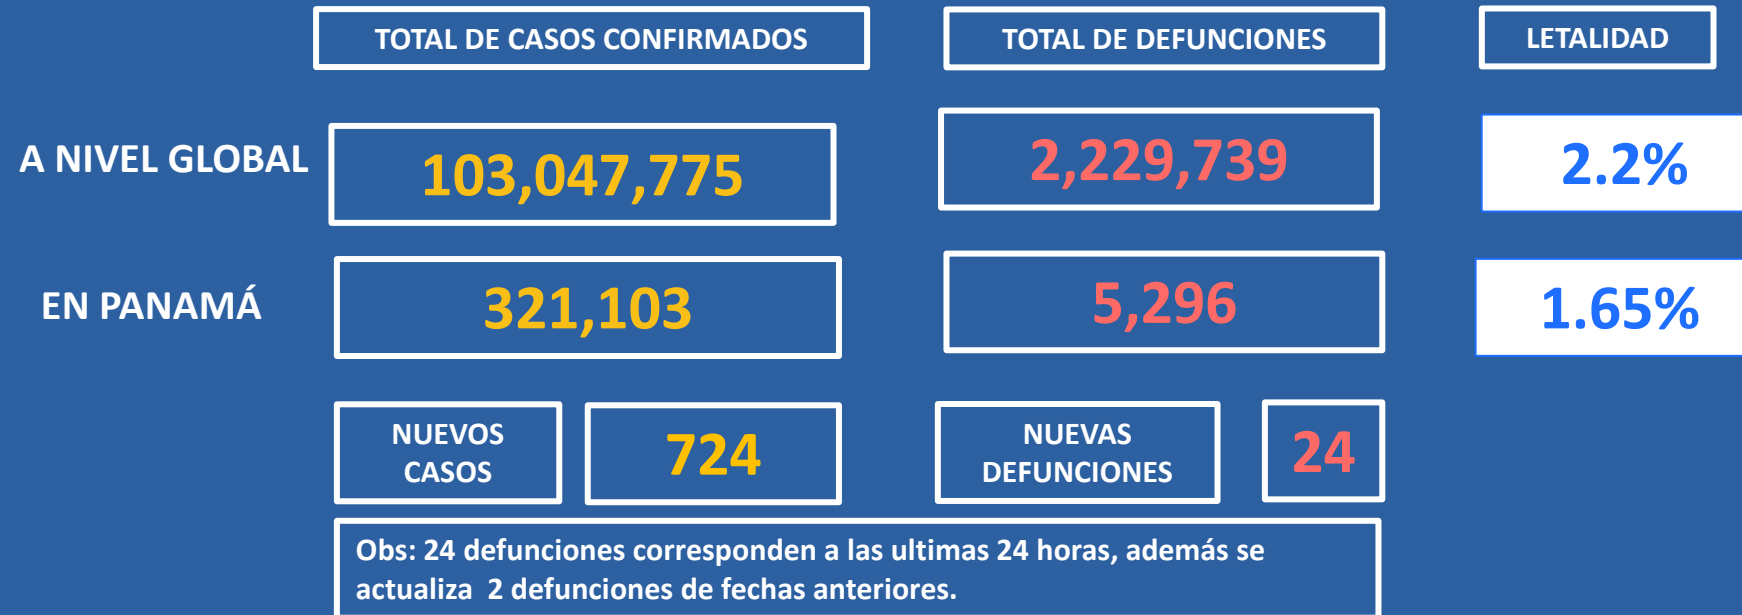 TOTAL DE CASOS CONFIRMADOS
TOTAL DE DEFUNCIONES
LETALIDAD
A NIVEL GLOBAL
103,047,775
2,229,739
2.2%
EN PANAMÁ
321,103
5,296
1.65%
NUEVOS
CASOS
724
NUEVAS
DEFUNCIONES
24
Obs: 24 defunciones corresponden a las ultimas 24 horas, además se
actualiza 2 defunciones de fechas anteriores.